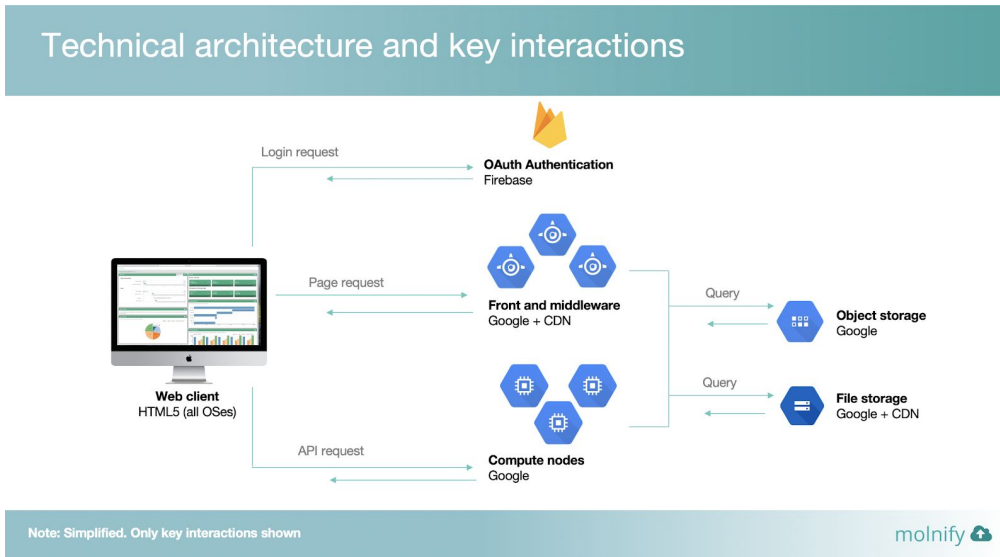 Technical architecture and key interactions
Login request
OAuth Authentication
Firebase
Page request
Front and middleware
Google + CDN
Query
Object storage
Google
Web client
HTML5 (all OSes)
Query
File storage
Google + CDN
API request
Compute nodes
Google
Note: Simplified. Only key interactions shown
molnify